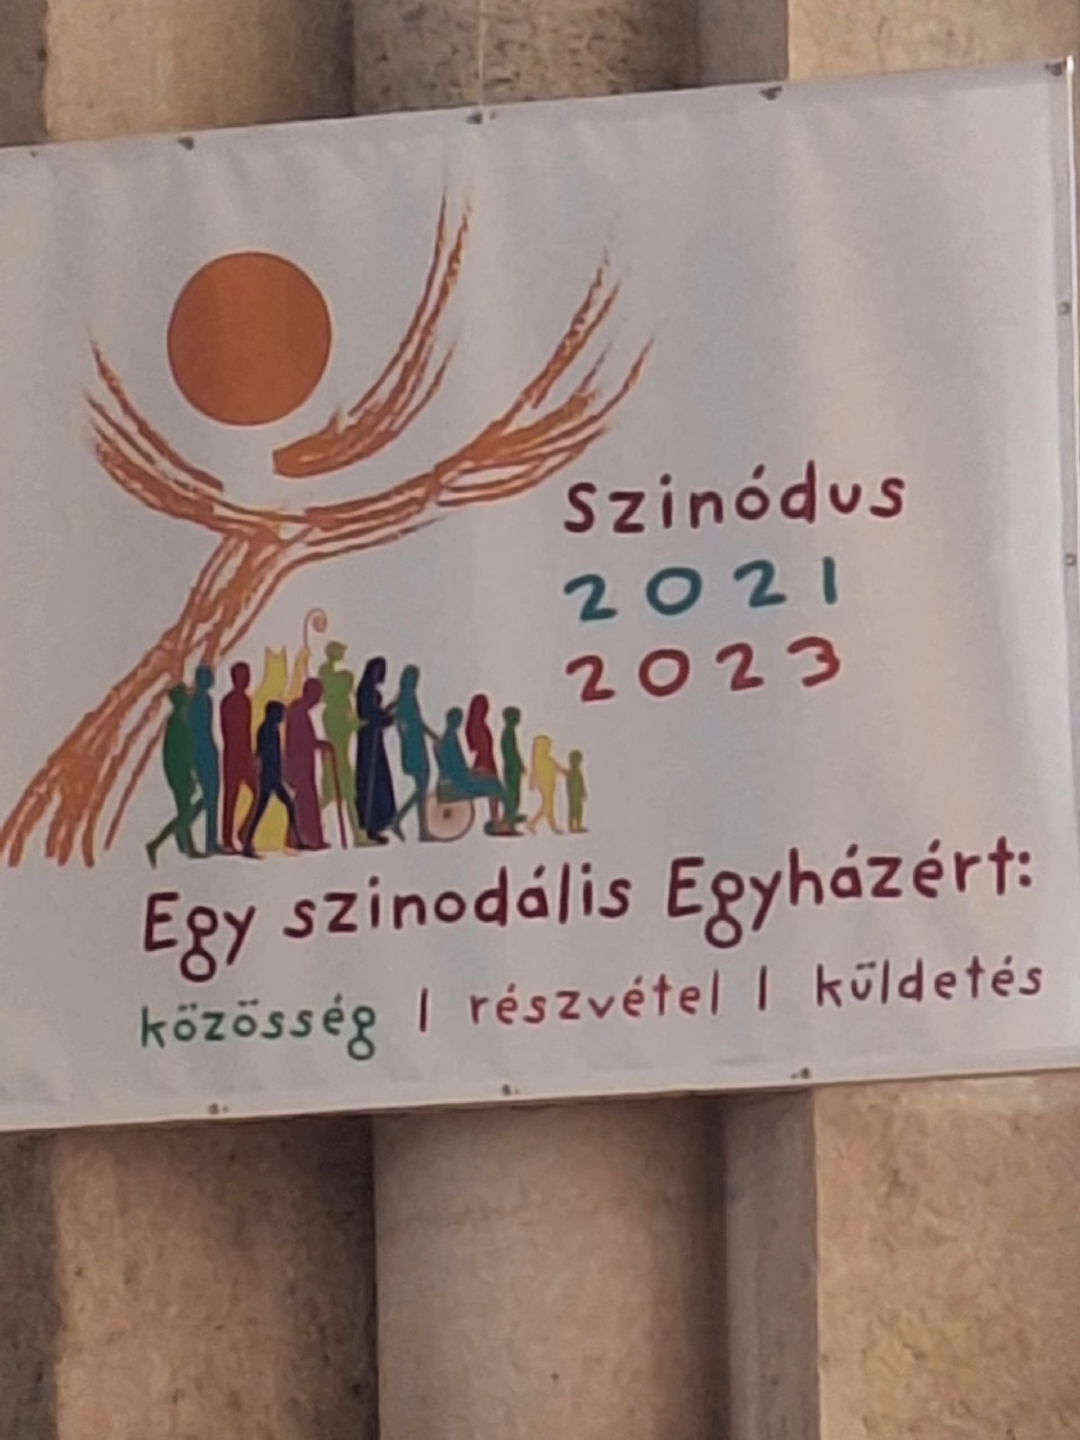 Szinódus
2021
2023
Egy szinodális Egyházért:
közösség | részvétel | küldetés